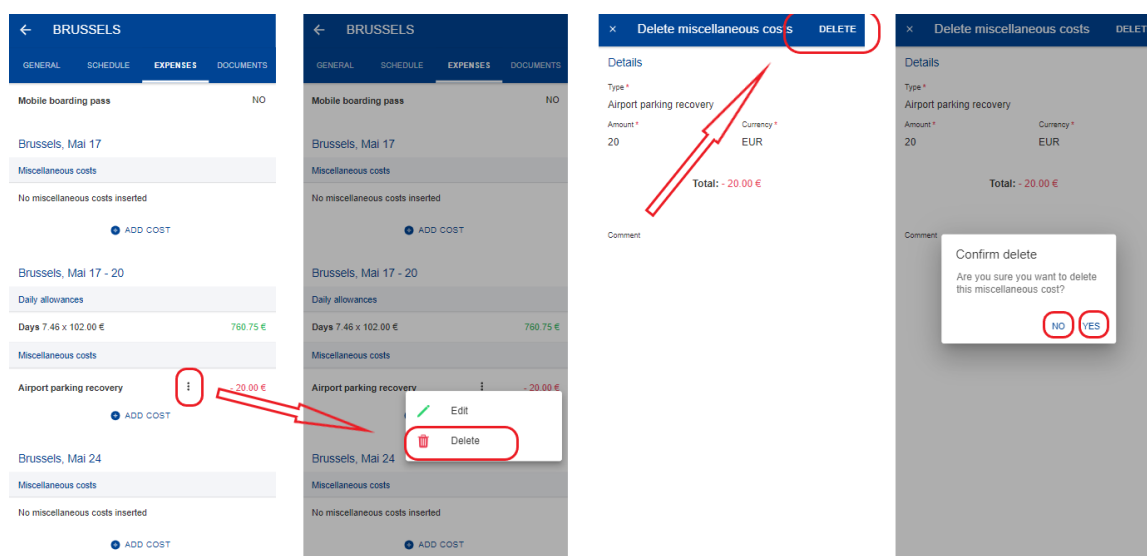 ← BRUSSELS
GENERAL SCHEDULE EXPENSES DOCUMENTS
Mobile boarding pass NO
Brussels, Mai 17
Miscellaneous costs
No miscellaneous costs inserted
ADD COST
Brussels, Mai 17 - 20
Daily allowances
Days 7.46 x 102.00 € 760.75 €
Miscellaneous costs
Airport parking recovery - 20.00 €
ADD COST
Brussels, Mai 24
Miscellaneous costs
No miscellaneous costs inserted
ADD COST
← BRUSSELS
GENERAL SCHEDULE EXPENSES DOCUMENTS
Mobile boarding pass NO
Brussels, Mai 17
Miscellaneous costs
No miscellaneous costs inserted
ADD COST
Brussels, Mai 17 - 20
Daily allowances
Days 7.46 x 102.00 € 760.75 €
Miscellaneous costs
Airport parking recovery - 20.00 €
Edit
Delete
Brussels, Mai 24
Miscellaneous costs
No miscellaneous costs inserted
ADD COST
× Delete miscellaneous costs DELETE
Details
Type *
Airport parking recovery
Amount * Currency *
20 EUR
Total: - 20.00 €
Comment
× Delete miscellaneous costs DELET
Details
Type *
Airport parking recovery
Amount * Currency *
20 EUR
Total: - 20.00 €
Comment
Confirm delete
Are you sure you want to delete
this miscellaneous cost?
NO YES